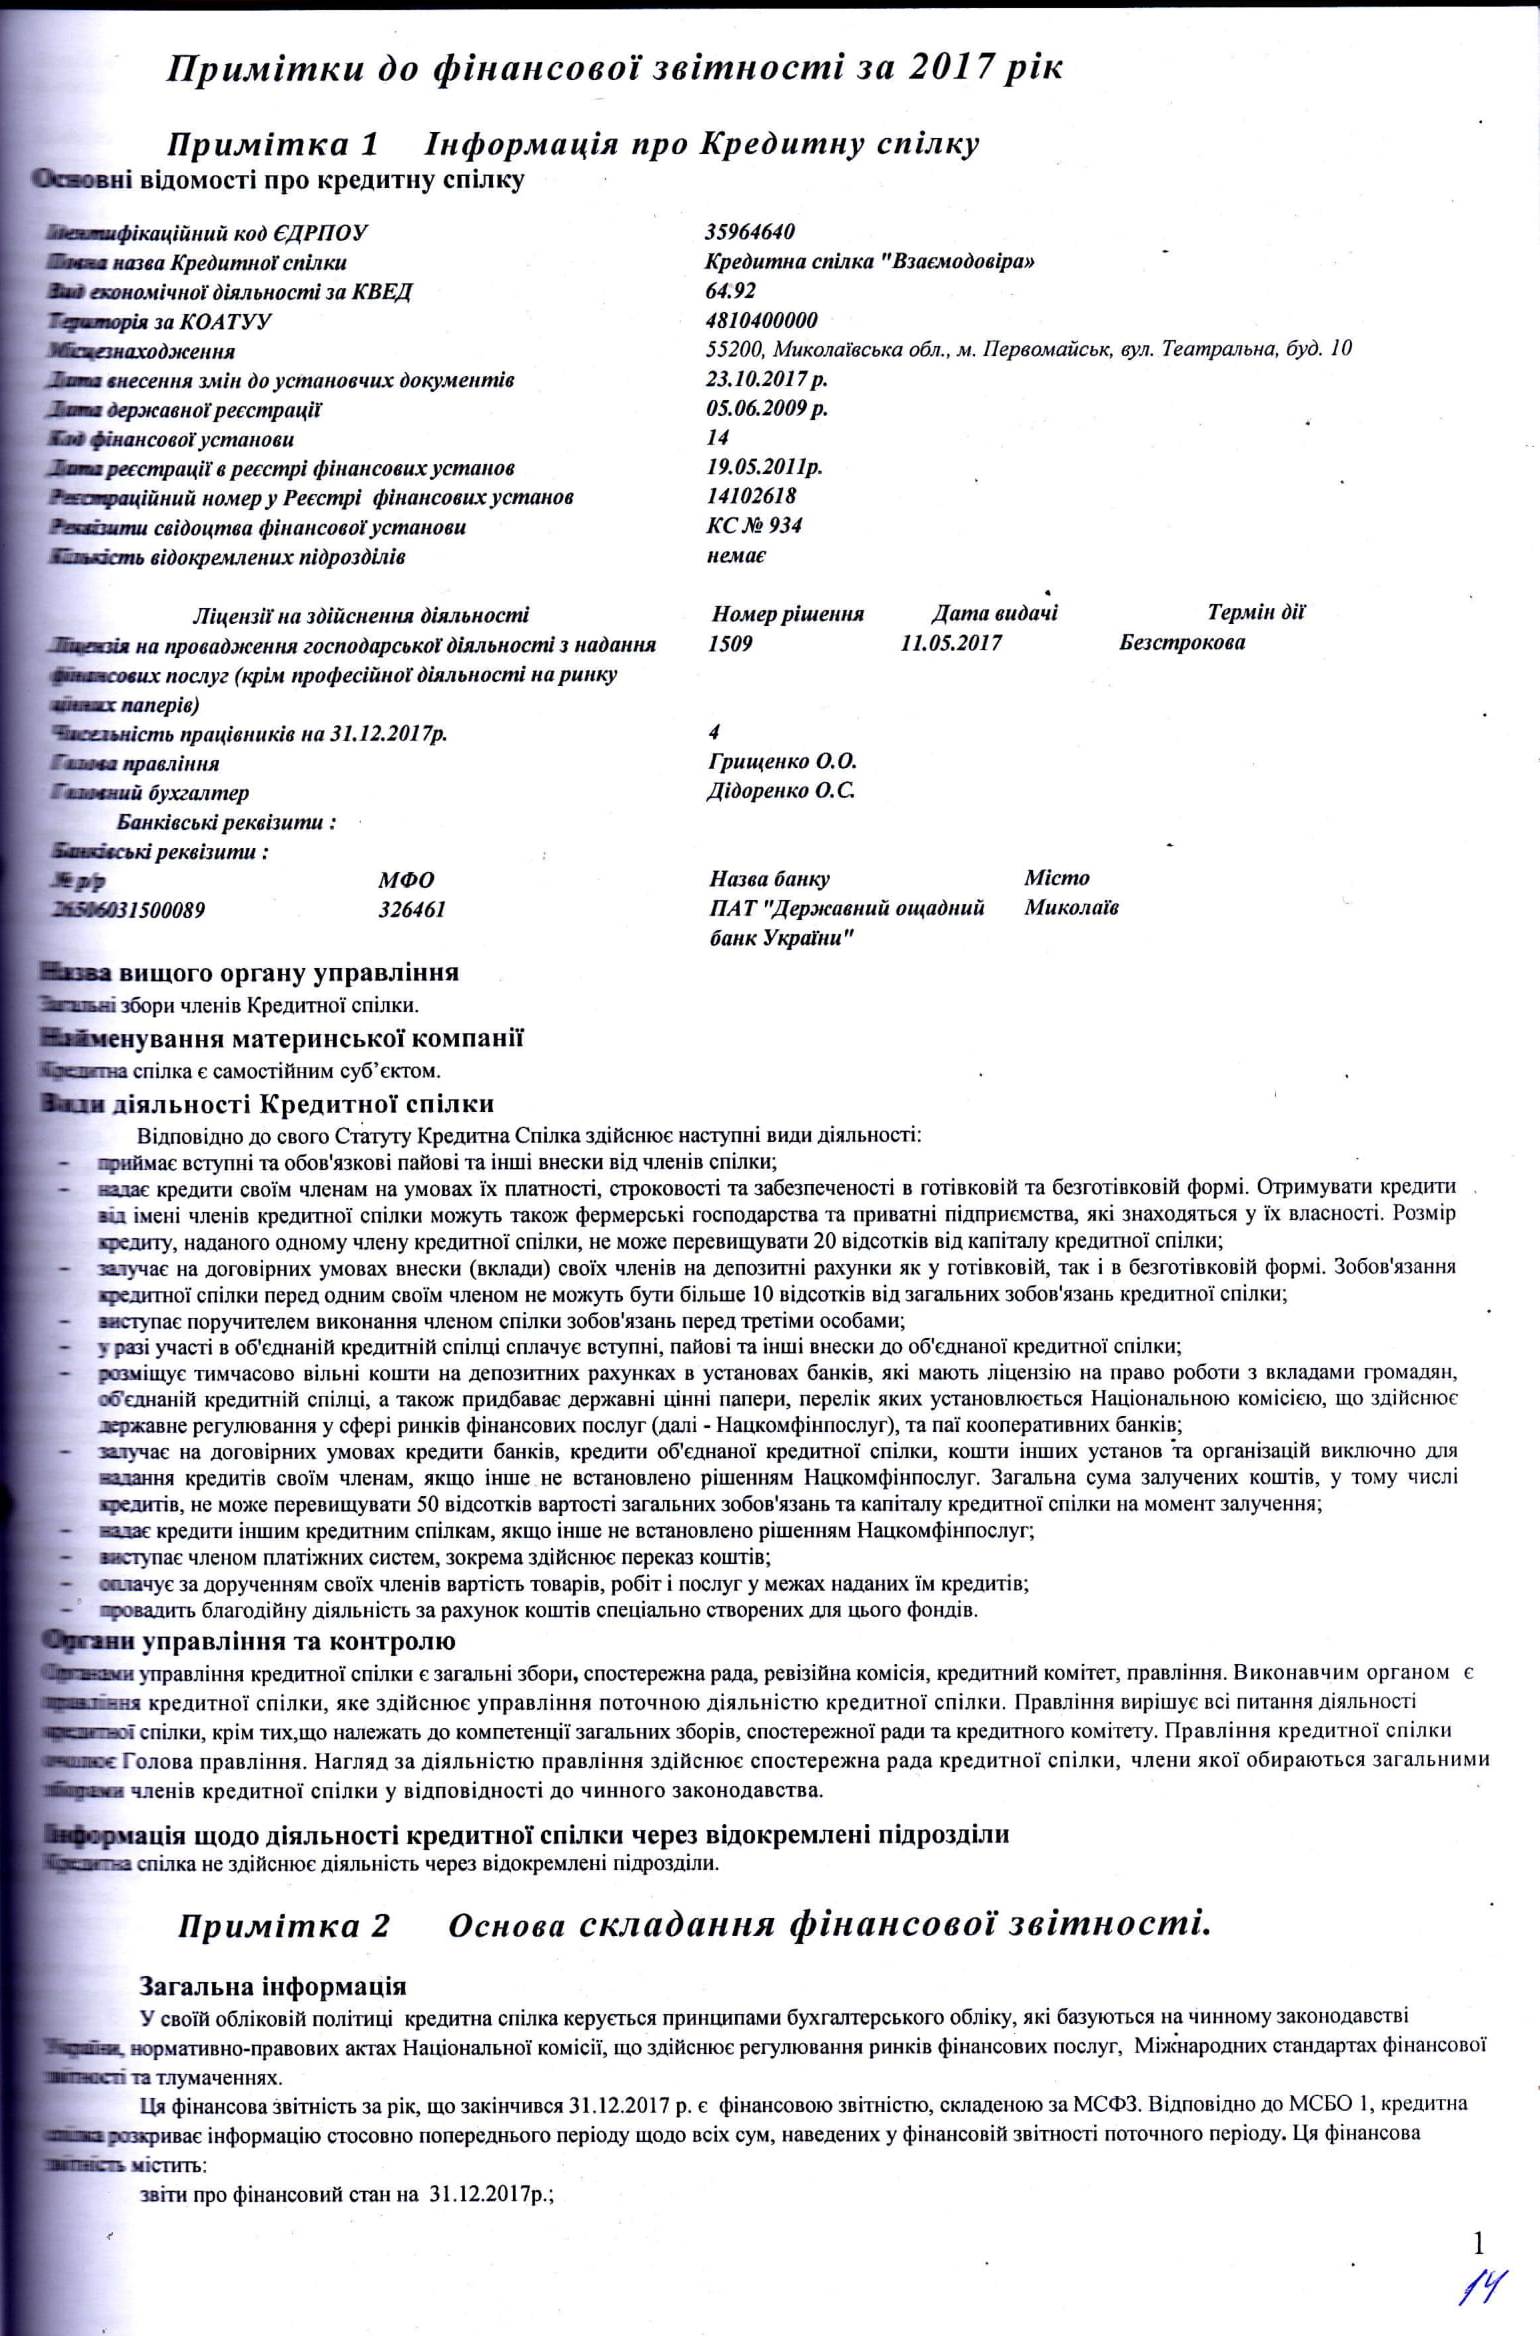 Примітки до фінансової звітності за 2017 рік
Примітка 1 Інформація про Кредитну спілку
Основні відомості про кредитну спілку
Ідентифікаційний код ЄДРПОУ 35964640
Повна назва Кредитної спілки Кредитна спілка "Взаємодовіра»
Вид економічної діяльності за КВЕД 64.92
Територія за КОАТУУ 4810400000
Місцезнаходження 55200, Миколаївська обл., м. Первомайськ, вул. Театральна, буд. 10
Дата внесення змін до установчих документів 23.10.2017 р.
Дата державної реєстрації 05.06.2009 р.
Код фінансової установи 14
Дата реєстрації в реєстрі фінансових установ 19.05.2011р.
Реєстраційний номер у Реєстрі фінансових установ 14102618
Реквізити свідоцтва фінансової установи КС № 934
Кількість відокремлених підрозділів немає
Ліцензії на здійснення діяльності Номер рішення Дата видачі Термін дії
Ліцензія на провадження господарської діяльності з надання 1509 11.05.2017 Безстрокова
фінансових послуг (крім професійної діяльності на ринку
цінних паперів)
Чисельність працівників на 31.12.2017р. 4
Голова правління Грищенко О.О.
Головний бухгалтер Дідоренко О.С.
Банківські реквізити :
Банківські реквізити :
№ р/р МФО Назва банку Місто
26506031500089 326461 ПАТ "Державний ощадний Миколаїв
банк України"
Назва вищого органу управління
Загальні збори членів Кредитної спілки.
Найменування материнської компанії
Кредитна спілка є самостійним суб’єктом.
Види діяльності Кредитної спілки
Відповідно до свого Статуту Кредитна Спілка здійснює наступні види діяльності:
- приймає вступні та обов'язкові пайові та інші внески від членів спілки;
- надає кредити своїм членам на умовах їх платності, строковості та забезпеченості в готівковій та безготівковій формі. Отримувати кредити
від імені членів кредитної спілки можуть також фермерські господарства та приватні підприємства, які знаходяться у їх власності. Розмір
кредиту, наданого одному члену кредитної спілки, не може перевищувати 20 відсотків від капіталу кредитної спілки;
- залучає на договірних умовах внески (вклади) своїх членів на депозитні рахунки як у готівковій, так і в безготівковій формі. Зобов'язання
кредитної спілки перед одним своїм членом не можуть бути більше 10 відсотків від загальних зобов'язань кредитної спілки;
- виступає поручителем виконання членом спілки зобов'язань перед третіми особами;
- у разі участі в об'єднаній кредитній спілці сплачує вступні, пайові та інші внески до об'єднаної кредитної спілки;
- розміщує тимчасово вільні кошти на депозитних рахунках в установах банків, які мають ліцензію на право роботи з вкладами громадян,
об'єднаній кредитній спілці, а також придбаває державні цінні папери, перелік яких установлюється Національною комісією, що здійснює
державне регулювання у сфері ринків фінансових послуг (далі - Нацкомфінпослуг), та паї кооперативних банків;
- залучає на договірних умовах кредити банків, кредити об'єднаної кредитної спілки, кошти інших установ та організацій виключно для
надання кредитів своїм членам, якщо інше не встановлено рішенням Нацкомфінпослуг. Загальна сума залучених коштів, у тому числі
кредитів, не може перевищувати 50 відсотків вартості загальних зобов'язань та капіталу кредитної спілки на момент залучення;
- надає кредити іншим кредитним спілкам, якщо інше не встановлено рішенням Нацкомфінпослуг;
- виступає членом платіжних систем, зокрема здійснює переказ коштів;
- оплачує за дорученням своїх членів вартість товарів, робіт і послуг у межах наданих їм кредитів;
- провадить благодійну діяльність за рахунок коштів спеціально створених для цього фондів.
Органи управління та контролю
Органами управління кредитної спілки є загальні збори, спостережна рада, ревізійна комісія, кредитний комітет, правління. Виконавчим органом є
правління кредитної спілки, яке здійснює управління поточною діяльністю кредитної спілки. Правління вирішує всі питання діяльності
кредитної спілки, крім тих,що належать до компетенції загальних зборів, спостережної ради та кредитного комітету. Правління кредитної спілки
очолює Голова правління. Нагляд за діяльністю правління здійснює спостережна рада кредитної спілки, члени якої обираються загальними
зборами членів кредитної спілки у відповідності до чинного законодавства.
Інформація щодо діяльності кредитної спілки через відокремлені підрозділи
Кредитна спілка не здійснює діяльність через відокремлені підрозділи.
Примітка 2 Основа складання фінансової звітності.
Загальна інформація
У своїй обліковій політиці кредитна спілка керується принципами бухгалтерського обліку, які базуються на чинному законодавстві
України, нормативно-правових актах Національної комісії, що здійснює регулювання ринків фінансових послуг, Міжнародних стандартах фінансової
звітності та тлумаченнях.
Ця фінансова звітність за рік, що закінчився 31.12.2017 р. є фінансовою звітністю, складеною за МСФЗ. Відповідно до МСБО 1, кредитна
спілка розкриває інформацію стосовно попереднього періоду щодо всіх сум, наведених у фінансовій звітності поточного періоду. Ця фінансова
звітність містить:
звіти про фінансовий стан на 31.12.2017р.;
1
14